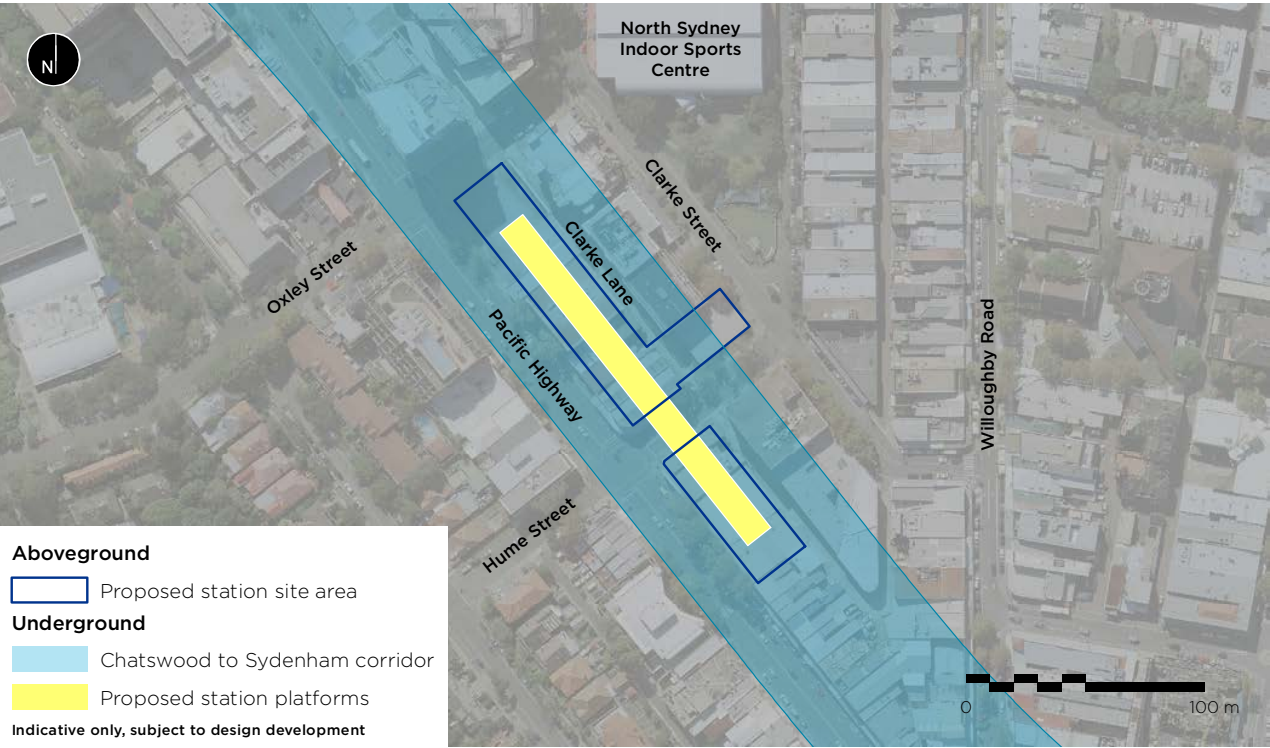 North Sydney
Indoor Sports
Centre
N
Clarke Street
Clarke Lane
Oxley Street
Pacific Highway
Willoughby Road
Hume Street
Aboveground
Proposed station site area
Underground
Chatswood to Sydenham corridor
Proposed station platforms
Indicative only, subject to design development
0
100 m